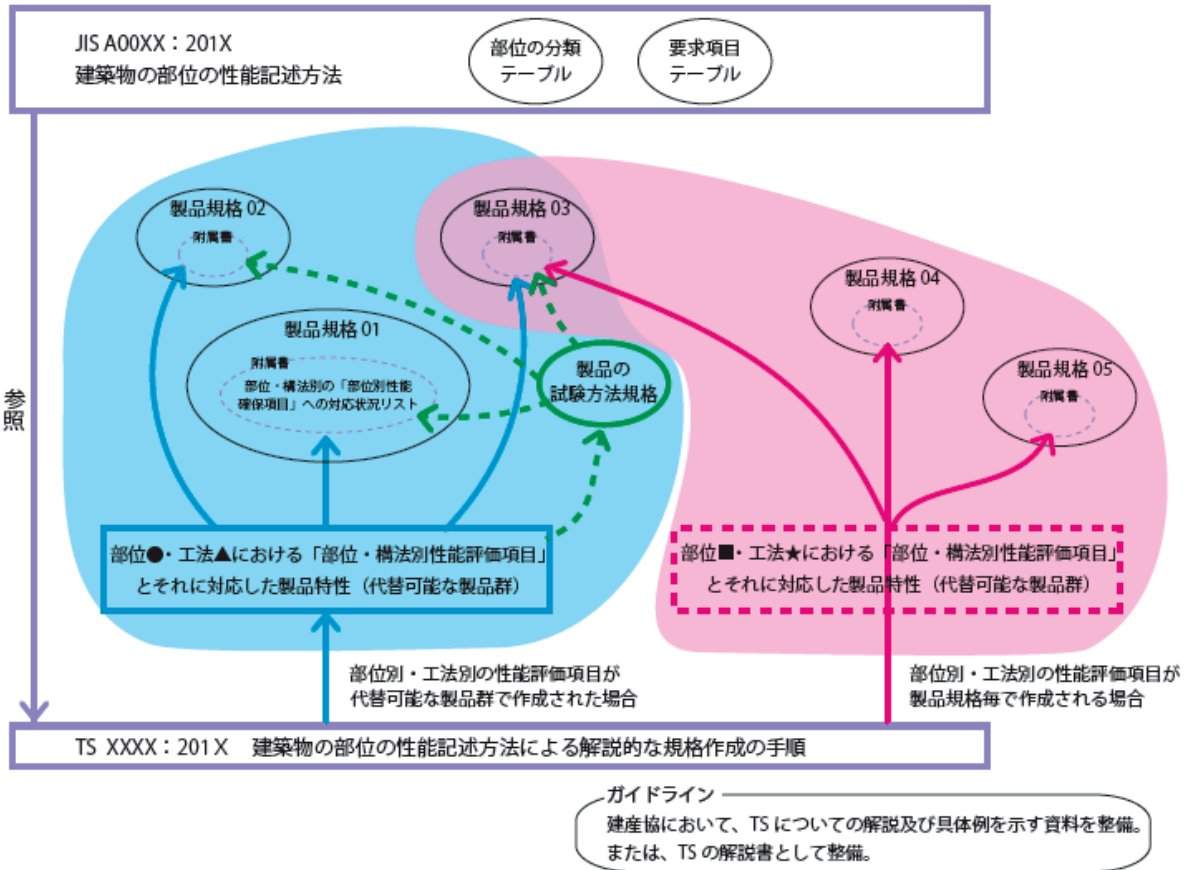 JIS A00XX：201X
建築物の部位の性能記述方法
部位の分類
テーブル
要求項目
テーブル
製品規格 02
附属書
製品規格 03
附属書
製品規格 04
附属書
製品規格 01
附属書
部位・構法別の「部位別性能
確保項目」への対応状況リスト
製品の
試験方法規格
製品規格 05
附属書
参照
部位●・工法▲における「部位・構法別性能評価項目」
とそれに対応した製品特性（代替可能な製品群）
部位■・工法★における「部位・構法別性能評価項目」
とそれに対応した製品特性（代替可能な製品群）
部位別・工法別の性能評価項目が
代替可能な製品群で作成された場合
部位別・工法別の性能評価項目が
製品規格毎で作成される場合
TS XXXX：201X　建築物の部位の性能記述方法による解説的な規格作成の手順
ガイドライン
建産協において、TS についての解説及び具体例を示す資料を整備。
または、TS の解説書として整備。